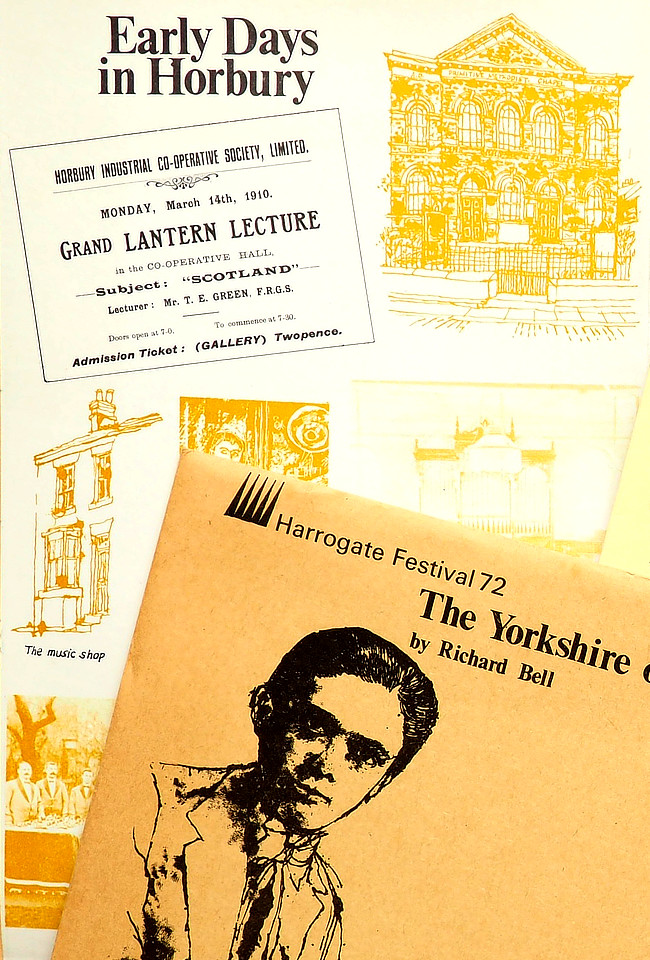 Early Days
in Horbury
HORBURY INDUSTRIAL CO-OPERATIVE SOCIETY, LIMITED.
MONDAY, March 14th, 1910.
GRAND LANTERN LECTURE
in the CO-OPERATIVE HALL,
Subject: "SCOTLAND"
Lecturer: Mr. T. E. GREEN, F.R.G.S.
Doors open at 7-0. To commence at 7-30.
Admission Ticket: (GALLERY) Twopence.
PRIMITIVE METHODIST CHAPEL
The music shop
Harrogate Festival 72
The Yorkshire
by Richard Bell